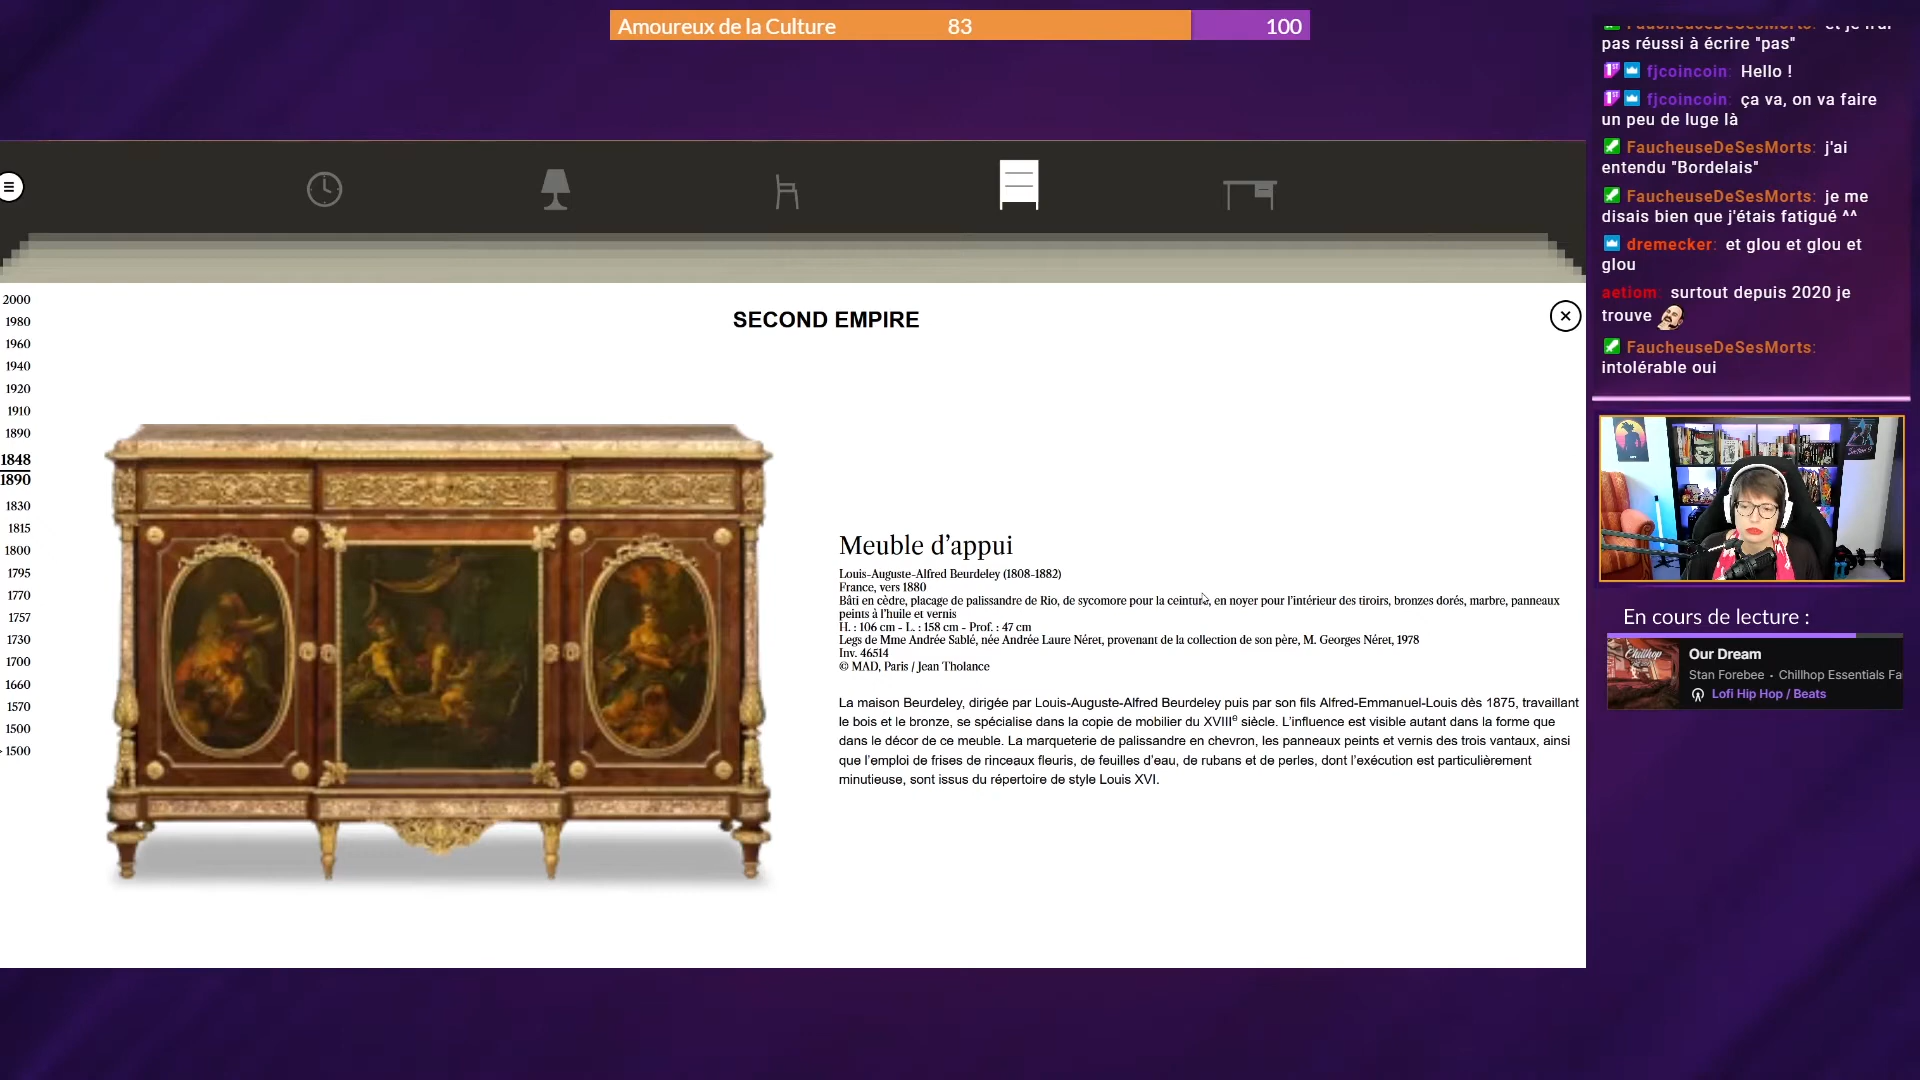 Amoureux de la Culture 83 100
pas réussi à écrire "pas"
fjcoincoin: Hello !
fjcoincoin: ça va, on va faire
un peu de luge là
FaucheuseDeSesMorts: j'ai
entendu "Bordelais"
FaucheuseDeSesMorts: je me
disais bien que j'étais fatigué ^^
dremecker: et glou et glou et
glou
aetiom: surtout depuis 2020 je
trouve
FaucheuseDeSesMorts:
intolérable oui
2000
1980
1960
1940
1920
1910
1890
1848
1890
1830
1815
1800
1795
1770
1757
1730
1700
1660
1570
1500
1500
SECOND EMPIRE
Meuble d'appui
Louis-Auguste-Alfred Beurdeley (1808-1882)
France, vers 1880
Bâti en cèdre, placage de palissandre de Rio, de sycomore pour la ceinture, en noyer pour l'intérieur des tiroirs, bronzes dorés, marbre, panneaux
peints à l'huile et vernis
H. : 106 cm - L. : 158 cm - Prof. : 47 cm
Legs de Mme Andrée Sablé, née Andrée Laure Néret, provenant de la collection de son père, M. Georges Néret, 1978
Inv. 46514
© MAD, Paris / Jean Tholance
La maison Beurdeley, dirigée par Louis-Auguste-Alfred Beurdeley puis par son fils Alfred-Emmanuel-Louis dès 1875, travaillant
le bois et le bronze, se spécialise dans la copie de mobilier du XVIIIe siècle. L'influence est visible autant dans la forme que
dans le décor de ce meuble. La marqueterie de palissandre en chevron, les panneaux peints et vernis des trois vantaux, ainsi
que l'emploi de frises de rinceaux fleuris, de feuilles d'eau, de rubans et de perles, dont l'exécution est particulièrement
minutieuse, sont issus du répertoire de style Louis XVI.
En cours de lecture :
Chillhop
Our Dream
Stan Forebee • Chillhop Essentials Fa
Lofi Hip Hop / Beats